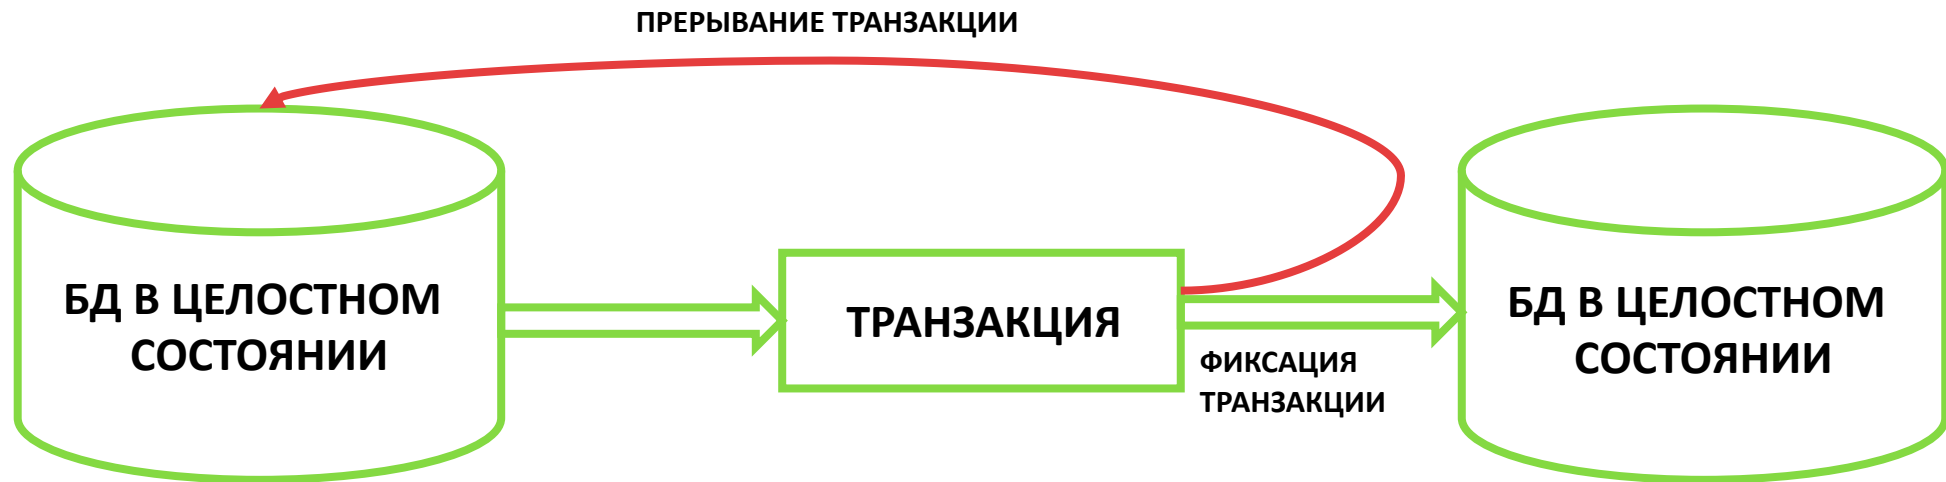 ПРЕРЫВАНИЕ ТРАНЗАКЦИИ
БД В ЦЕЛОСТНОМ
СОСТОЯНИИ
ТРАНЗАКЦИЯ
ФИКСАЦИЯ
ТРАНЗАКЦИИ
БД В ЦЕЛОСТНОМ
СОСТОЯНИИ